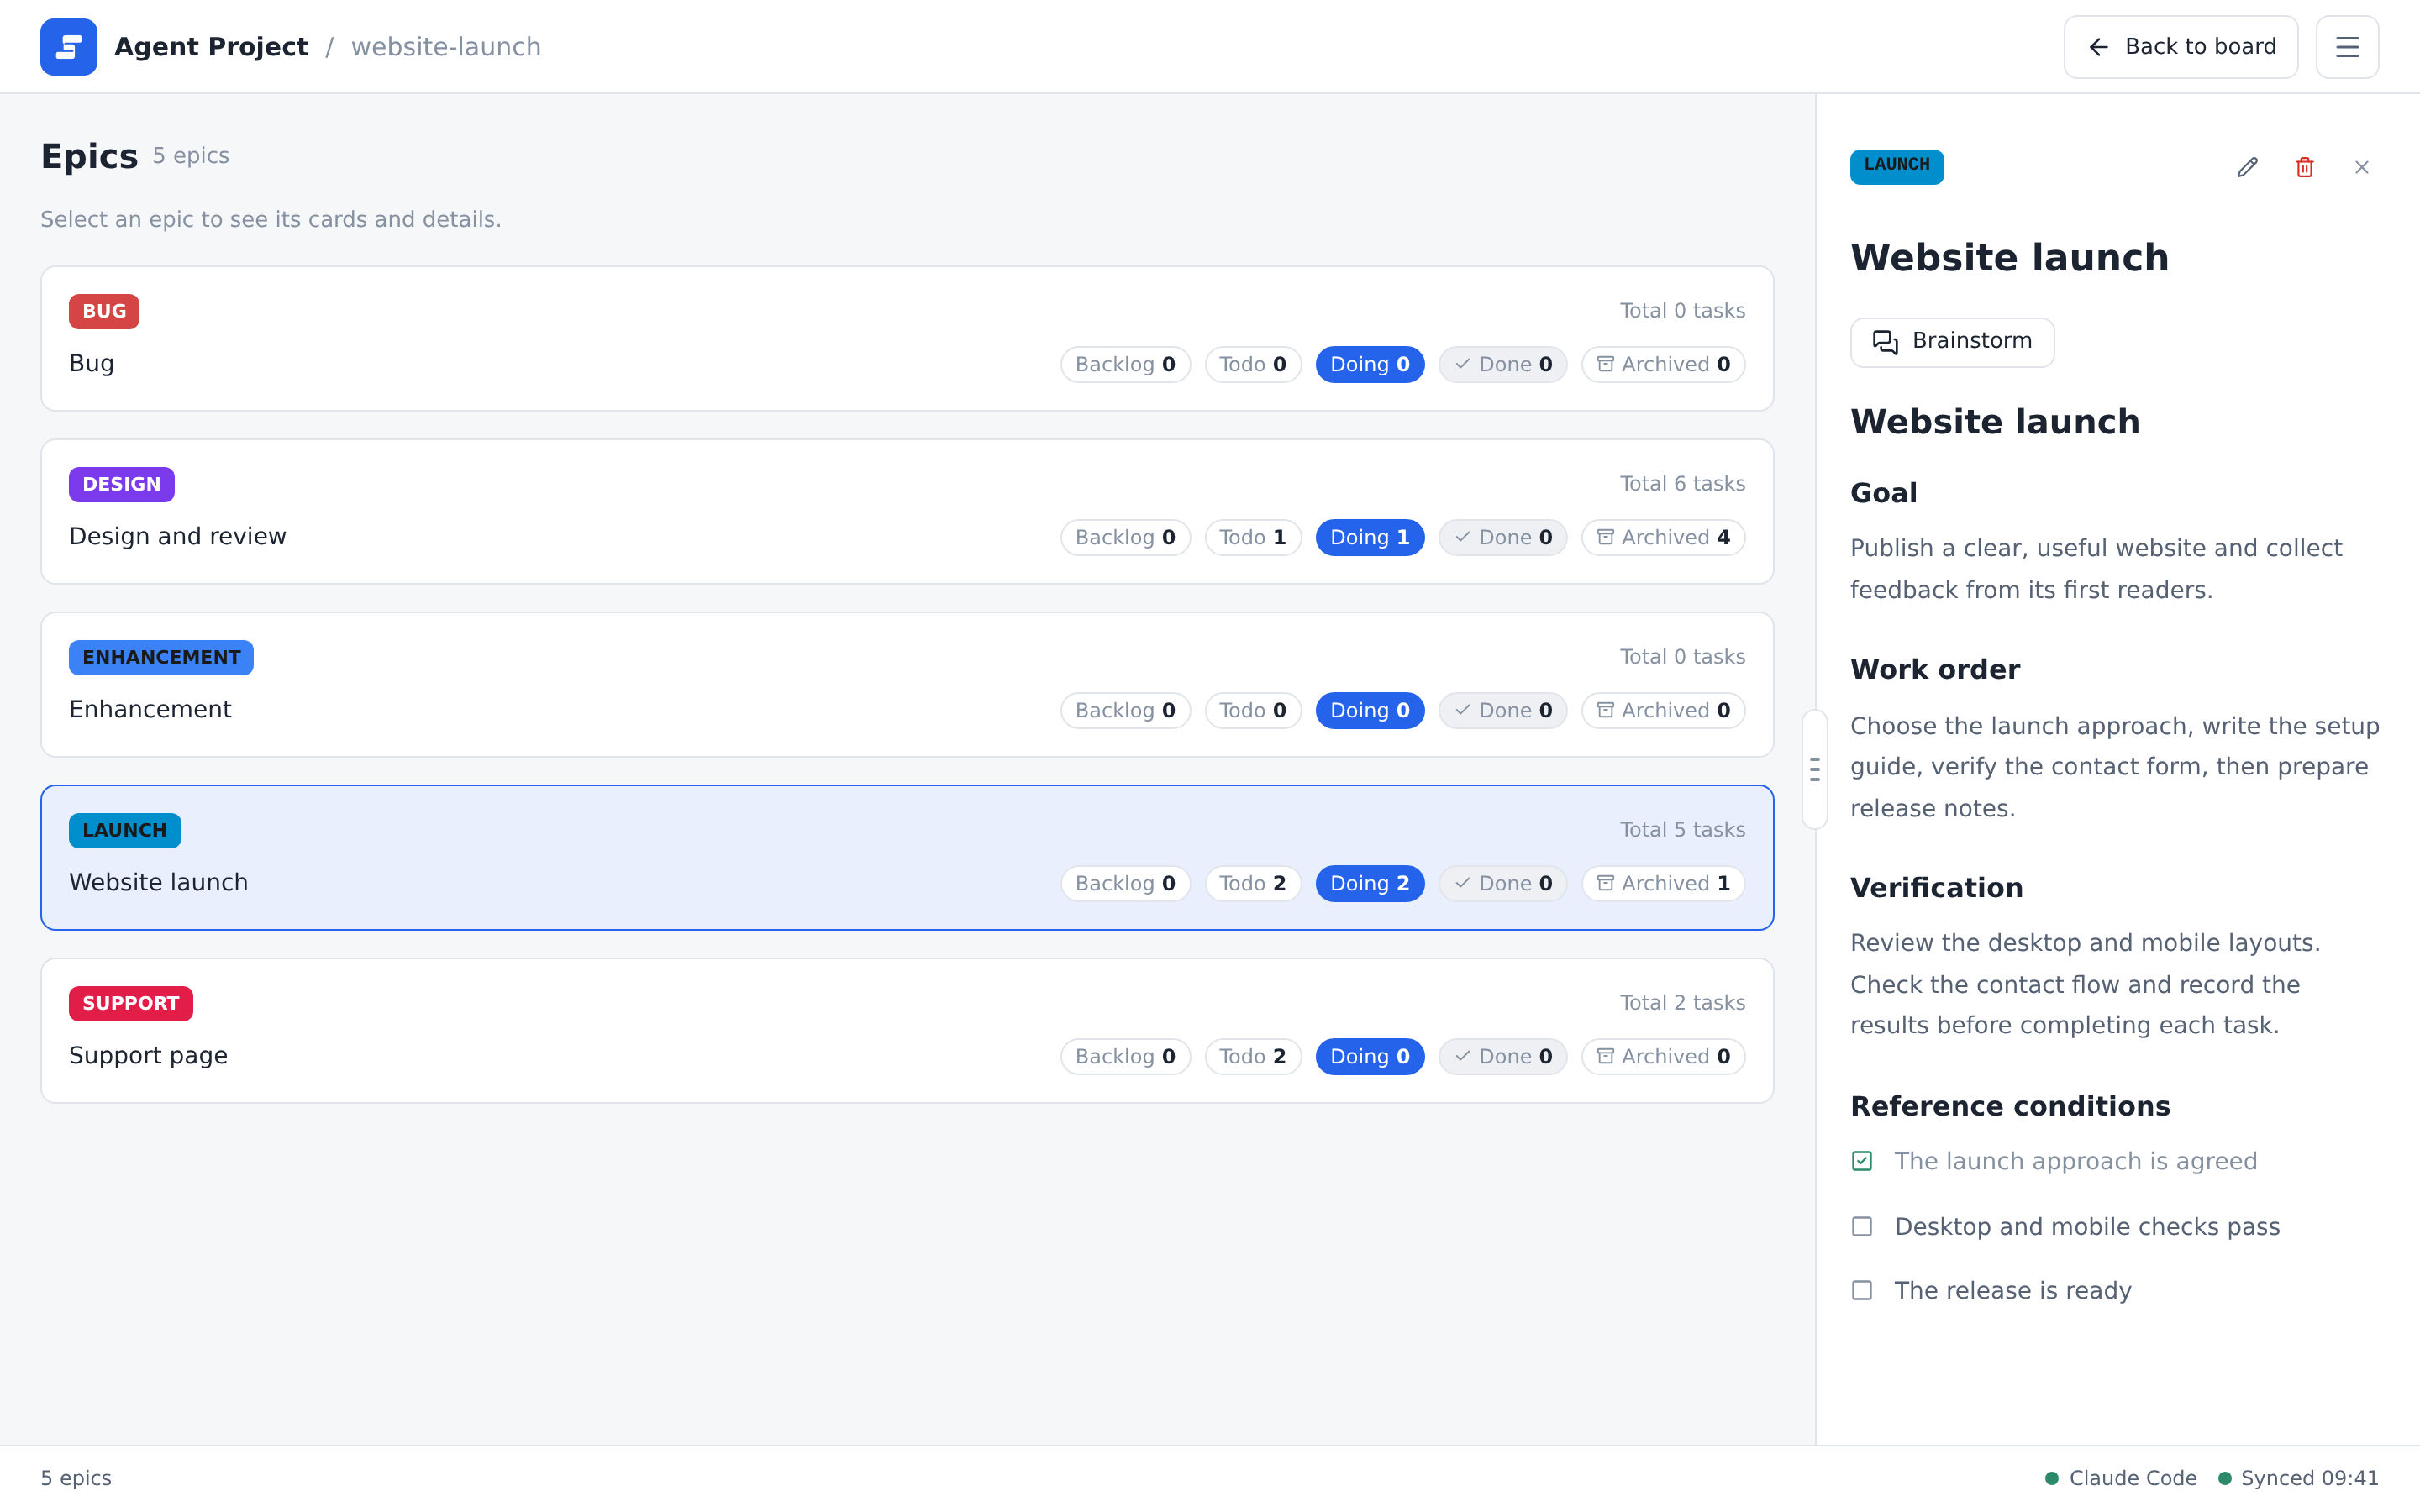 Agent Project / website-launch
Back to board
Epics 5 epics
Select an epic to see its cards and details.
BUG
Total 0 tasks
Bug
Backlog 0 Todo 0 Doing 0 Done 0 Archived 0
DESIGN
Total 6 tasks
Design and review
Backlog 0 Todo 1 Doing 1 Done 0 Archived 4
ENHANCEMENT
Total 0 tasks
Enhancement
Backlog 0 Todo 0 Doing 0 Done 0 Archived 0
LAUNCH
Total 5 tasks
Website launch
Backlog 0 Todo 2 Doing 2 Done 0 Archived 1
SUPPORT
Total 2 tasks
Support page
Backlog 0 Todo 2 Doing 0 Done 0 Archived 0
LAUNCH
Website launch
Brainstorm
Website launch
Goal
Publish a clear, useful website and collect
feedback from its first readers.
Work order
Choose the launch approach, write the setup
guide, verify the contact form, then prepare
release notes.
Verification
Review the desktop and mobile layouts.
Check the contact flow and record the
results before completing each task.
Reference conditions
The launch approach is agreed
Desktop and mobile checks pass
The release is ready
5 epics
Claude Code Synced 09:41